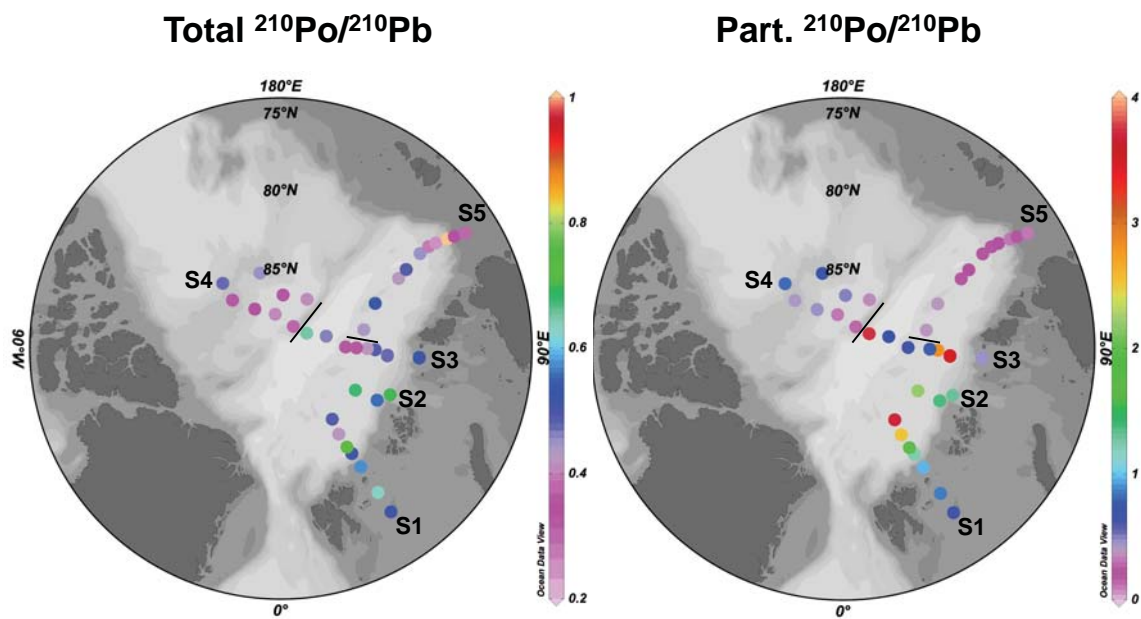 Total ²¹⁰Po/²¹⁰Pb
Part. ²¹⁰Po/²¹⁰Pb
180°E
75°N
80°N
85°N
S5
S4
S3
S2
S1
90°W
90°E
0°
1
0.8
0.6
0.4
0.2
Ocean Data View
180°E
75°N
80°N
85°N
S5
S4
S3
S2
S1
90°E
0°
4
3
2
1
0
Ocean Data View